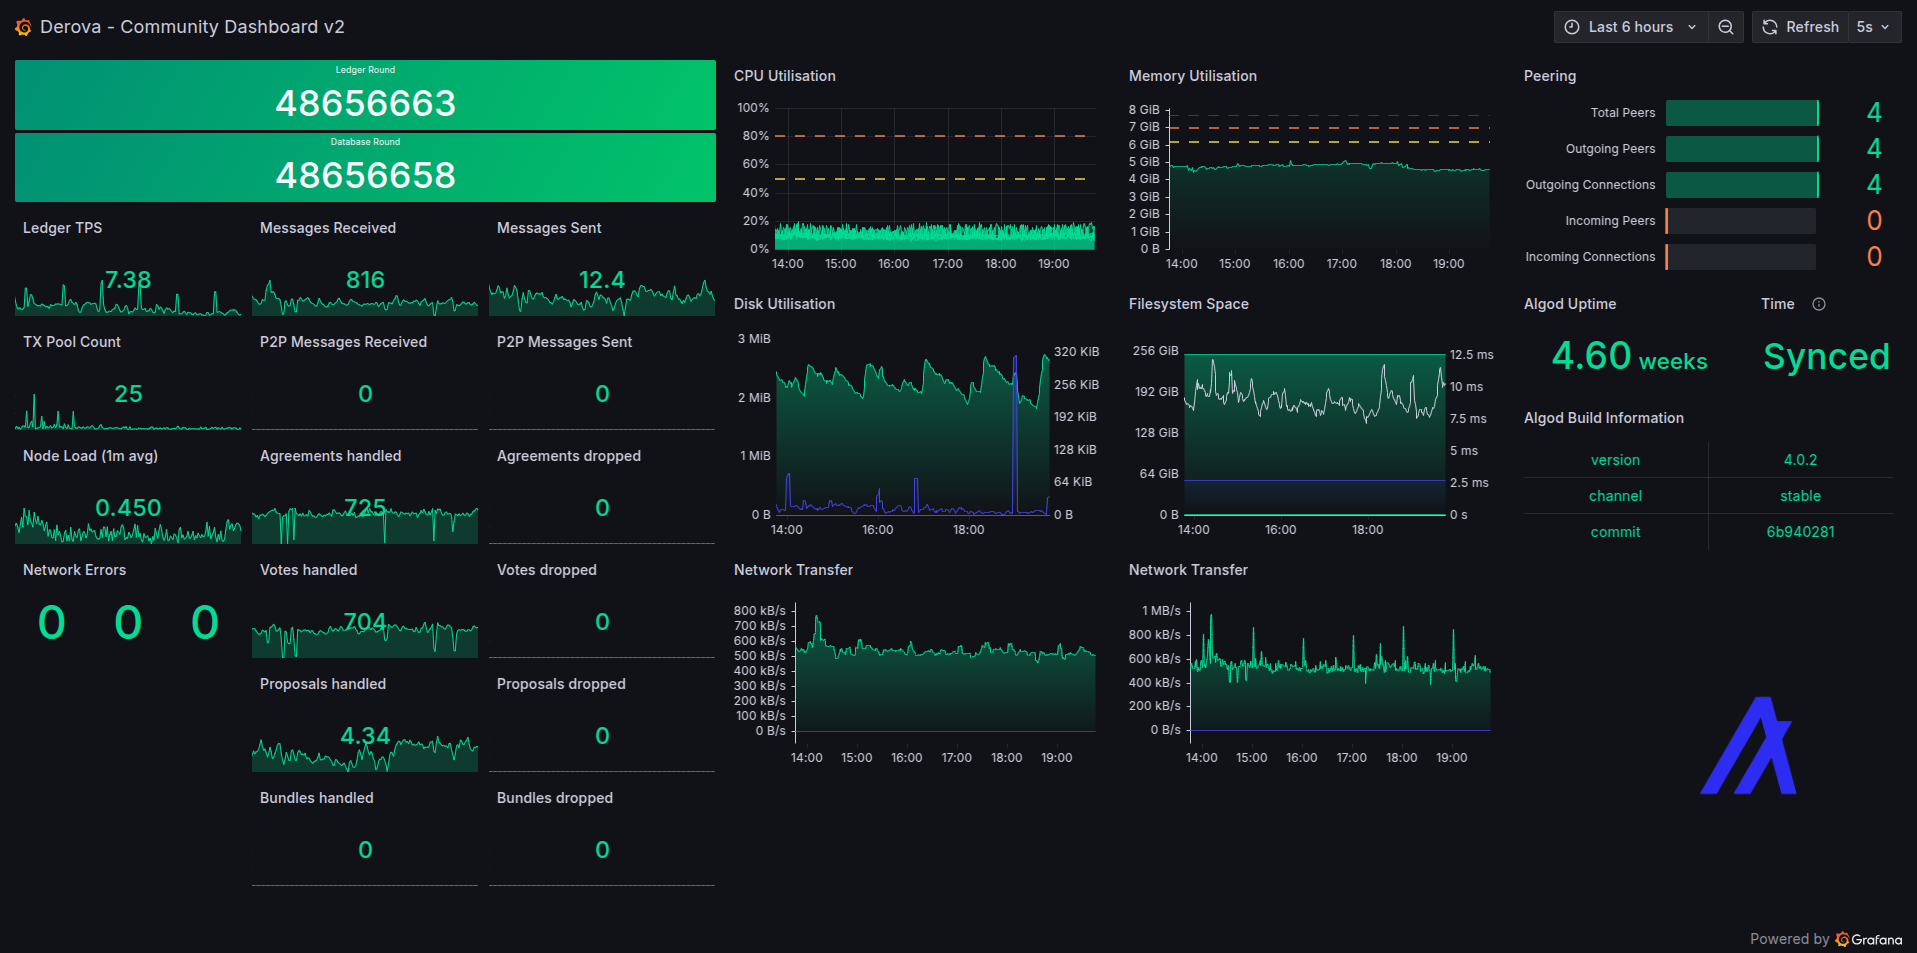 Derova - Community Dashboard v2
Last 6 hours
Refresh
5s
Ledger Round
48656663
Database Round
48656658
Ledger TPS
7.38
Messages Received
816
Messages Sent
12.4
TX Pool Count
25
P2P Messages Received
0
P2P Messages Sent
0
Node Load (1m avg)
0.450
Agreements handled
725
Agreements dropped
0
Network Errors
0 0 0
Votes handled
704
Votes dropped
0
Proposals handled
4.34
Proposals dropped
0
Bundles handled
0
Bundles dropped
0
CPU Utilisation
100%
80%
60%
40%
20%
0%
14:00 15:00 16:00 17:00 18:00 19:00
Memory Utilisation
8 GiB
7 GiB
6 GiB
5 GiB
4 GiB
3 GiB
2 GiB
1 GiB
0 B
14:00 15:00 16:00 17:00 18:00 19:00
Disk Utilisation
3 MiB
2 MiB
1 MiB
0 B
320 KiB
256 KiB
192 KiB
128 KiB
64 KiB
0 B
14:00 16:00 18:00
Filesystem Space
256 GiB
192 GiB
128 GiB
64 GiB
0 B
12.5 ms
10 ms
7.5 ms
5 ms
2.5 ms
0 s
14:00 16:00 18:00
Network Transfer
800 kB/s
700 kB/s
600 kB/s
500 kB/s
400 kB/s
300 kB/s
200 kB/s
100 kB/s
0 B/s
14:00 15:00 16:00 17:00 18:00 19:00
Network Transfer
1 MB/s
800 kB/s
600 kB/s
400 kB/s
200 kB/s
0 B/s
14:00 15:00 16:00 17:00 18:00 19:00
Peering
Total Peers 4
Outgoing Peers 4
Outgoing Connections 4
Incoming Peers 0
Incoming Connections 0
Algod Uptime
4.60 weeks
Time
Synced
Algod Build Information
version 4.0.2
channel stable
commit 6b940281
Powered by Grafana